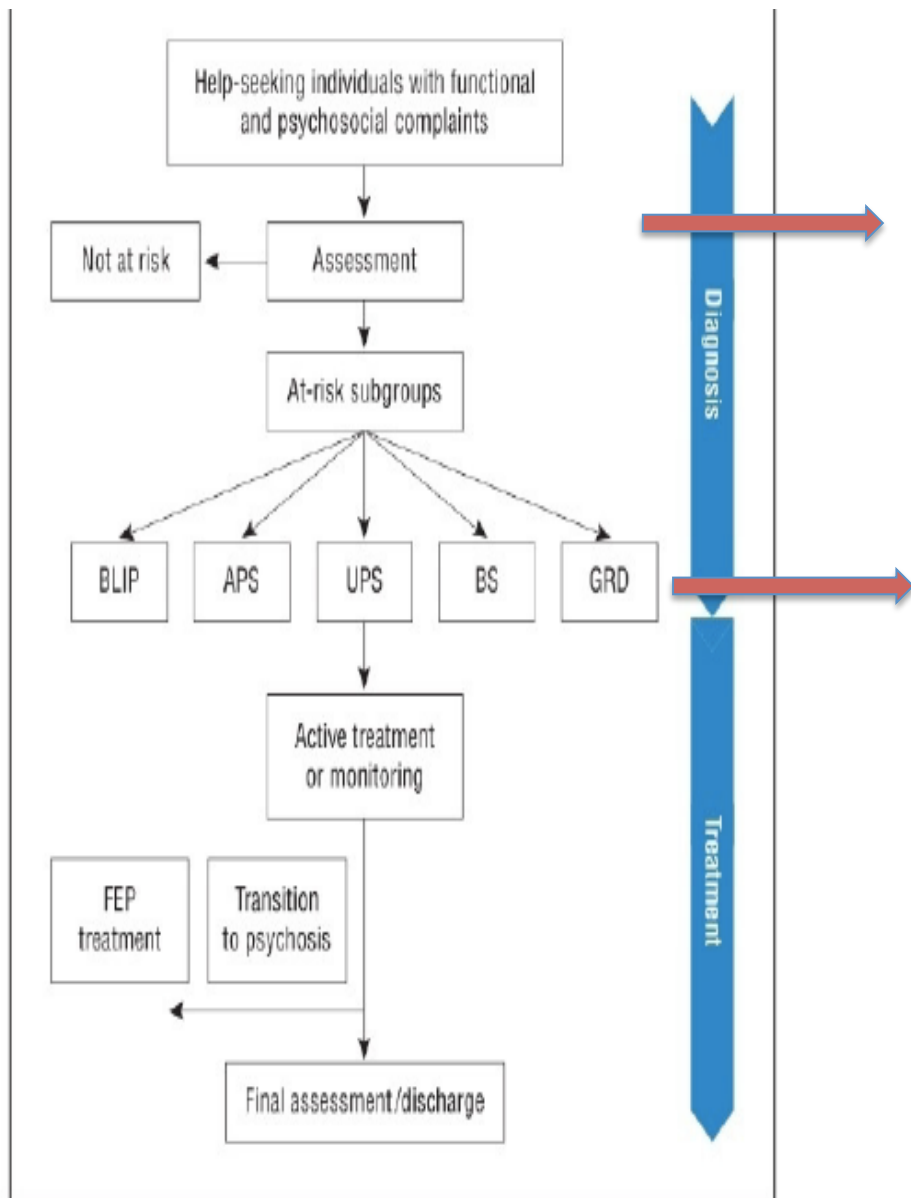 Help-seeking individuals with functional
and psychosocial complaints
Not at risk
Assessment
At-risk subgroups
BLIP
APS
UPS
BS
GRD
Active treatment
or monitoring
FEP
treatment
Transition
to psychosis
Final assessment/discharge
Diagnosis
Treatment